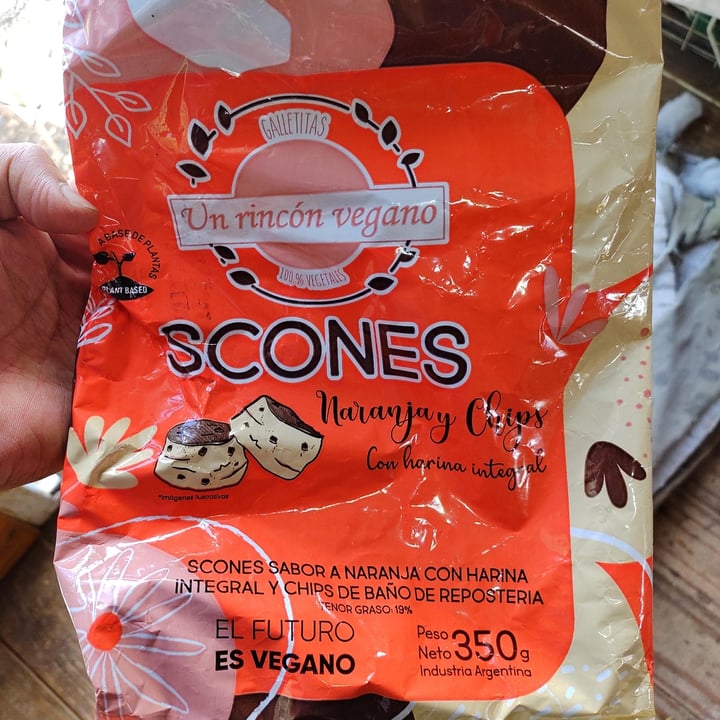 GALLETITAS
Un rincón vegano
100% VEGETALES
A BASE DE PLANTAS
PLANT BASED
SCONES
Naranja y Chips
Con harina integral
*imágenes ilustrativas
SCONES SABOR A NARANJA CON HARINA
INTEGRAL Y CHIPS DE BAÑO DE REPOSTERIA
TENOR GRASO: 19%
EL FUTURO
ES VEGANO
Peso
Neto 350g
Industria Argentina